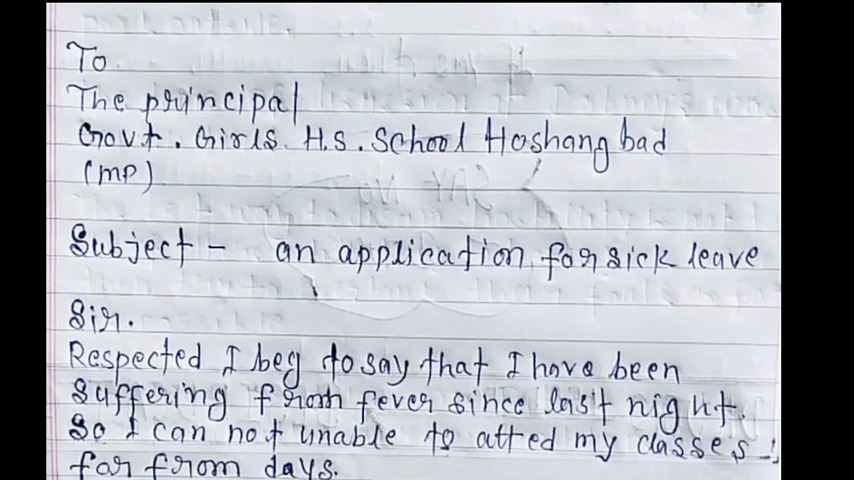 To
The principal
Govt. Girls. H.S. School Hoshangbad
(MP)
Subject - an application for sick leave
Sir.
Respected I beg to say that I have been
suffering from fever since last night.
So I can not unable to atted my classes
for from days.